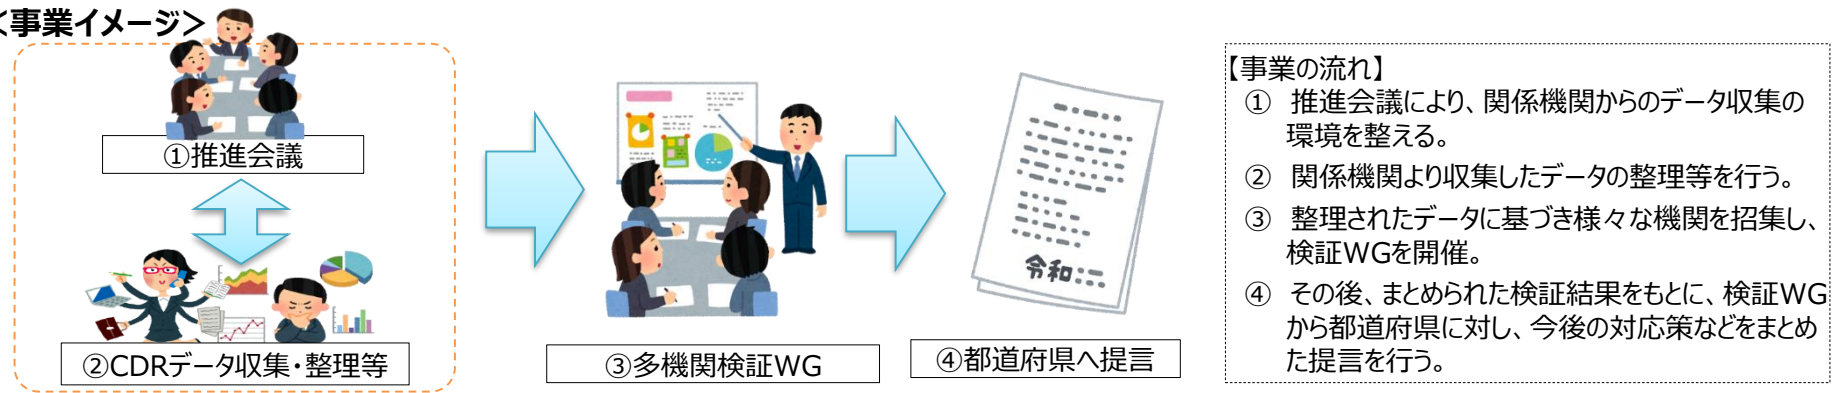 <事業イメージ>
①推進会議
②CDRデータ収集・整理等
③多機関検証WG
令和
④都道府県へ提言
【事業の流れ】
① 推進会議により、関係機関からのデータ収集の
環境を整える。
② 関係機関より収集したデータの整理等を行う。
③ 整理されたデータに基づき様々な機関を招集し、
検証WGを開催。
④ その後、まとめられた検証結果をもとに、検証WG
から都道府県に対し、今後の対応策などをまとめ
た提言を行う。